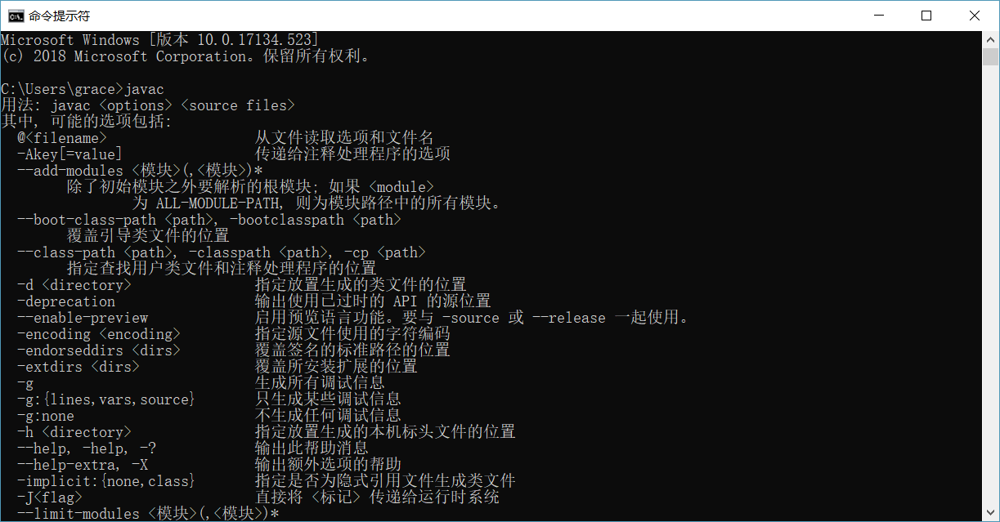 命令提示符
Microsoft Windows [版本 10.0.17134.523]
(c) 2018 Microsoft Corporation。保留所有权利。
C:\Users\grace>javac
用法: javac <options> <source files>
其中, 可能的选项包括:
@<filename> 从文件读取选项和文件名
-Akey[=value] 传递给注释处理程序的选项
--add-modules <模块>(,<模块>)*
除了初始模块之外要解析的根模块; 如果 <module>
为 ALL-MODULE-PATH, 则为模块路径中的所有模块。
--boot-class-path <path>, -bootclasspath <path>
覆盖引导类文件的位置
--class-path <path>, -classpath <path>, -cp <path>
指定查找用户类文件和注释处理程序的位置
-d <directory> 指定放置生成的类文件的位置
-deprecation 输出使用已过时的 API 的源位置
--enable-preview 启用预览语言功能。要与 -source 或 --release 一起使用。
-encoding <encoding> 指定源文件使用的字符编码
-endorseddirs <dirs> 覆盖签名的标准路径的位置
-extdirs <dirs> 覆盖所安装扩展的位置
-g 生成所有调试信息
-g:{lines,vars,source} 只生成某些调试信息
-g:none 不生成任何调试信息
-h <directory> 指定放置生成的本机标头文件的位置
--help, -help, -? 输出此帮助消息
--help-extra, -X 输出额外选项的帮助
-implicit:{none,class} 指定是否为隐式引用文件生成类文件
-J<flag> 直接将 <标记> 传递给运行时系统
--limit-modules <模块>(,<模块>)*